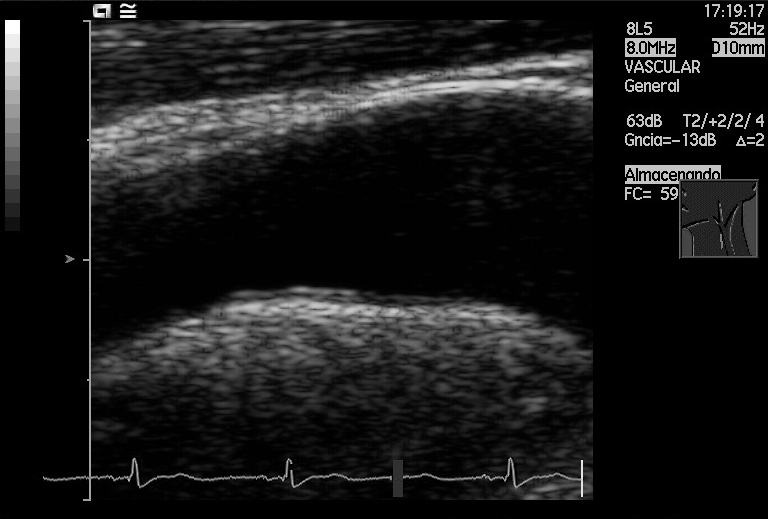 17:19:17
8L5 52Hz
8.0MHz D10mm
VASCULAR
General
63dB T2/+2/2/ 4
Gncia=-13dB Δ=2
Almacenando
FC= 59